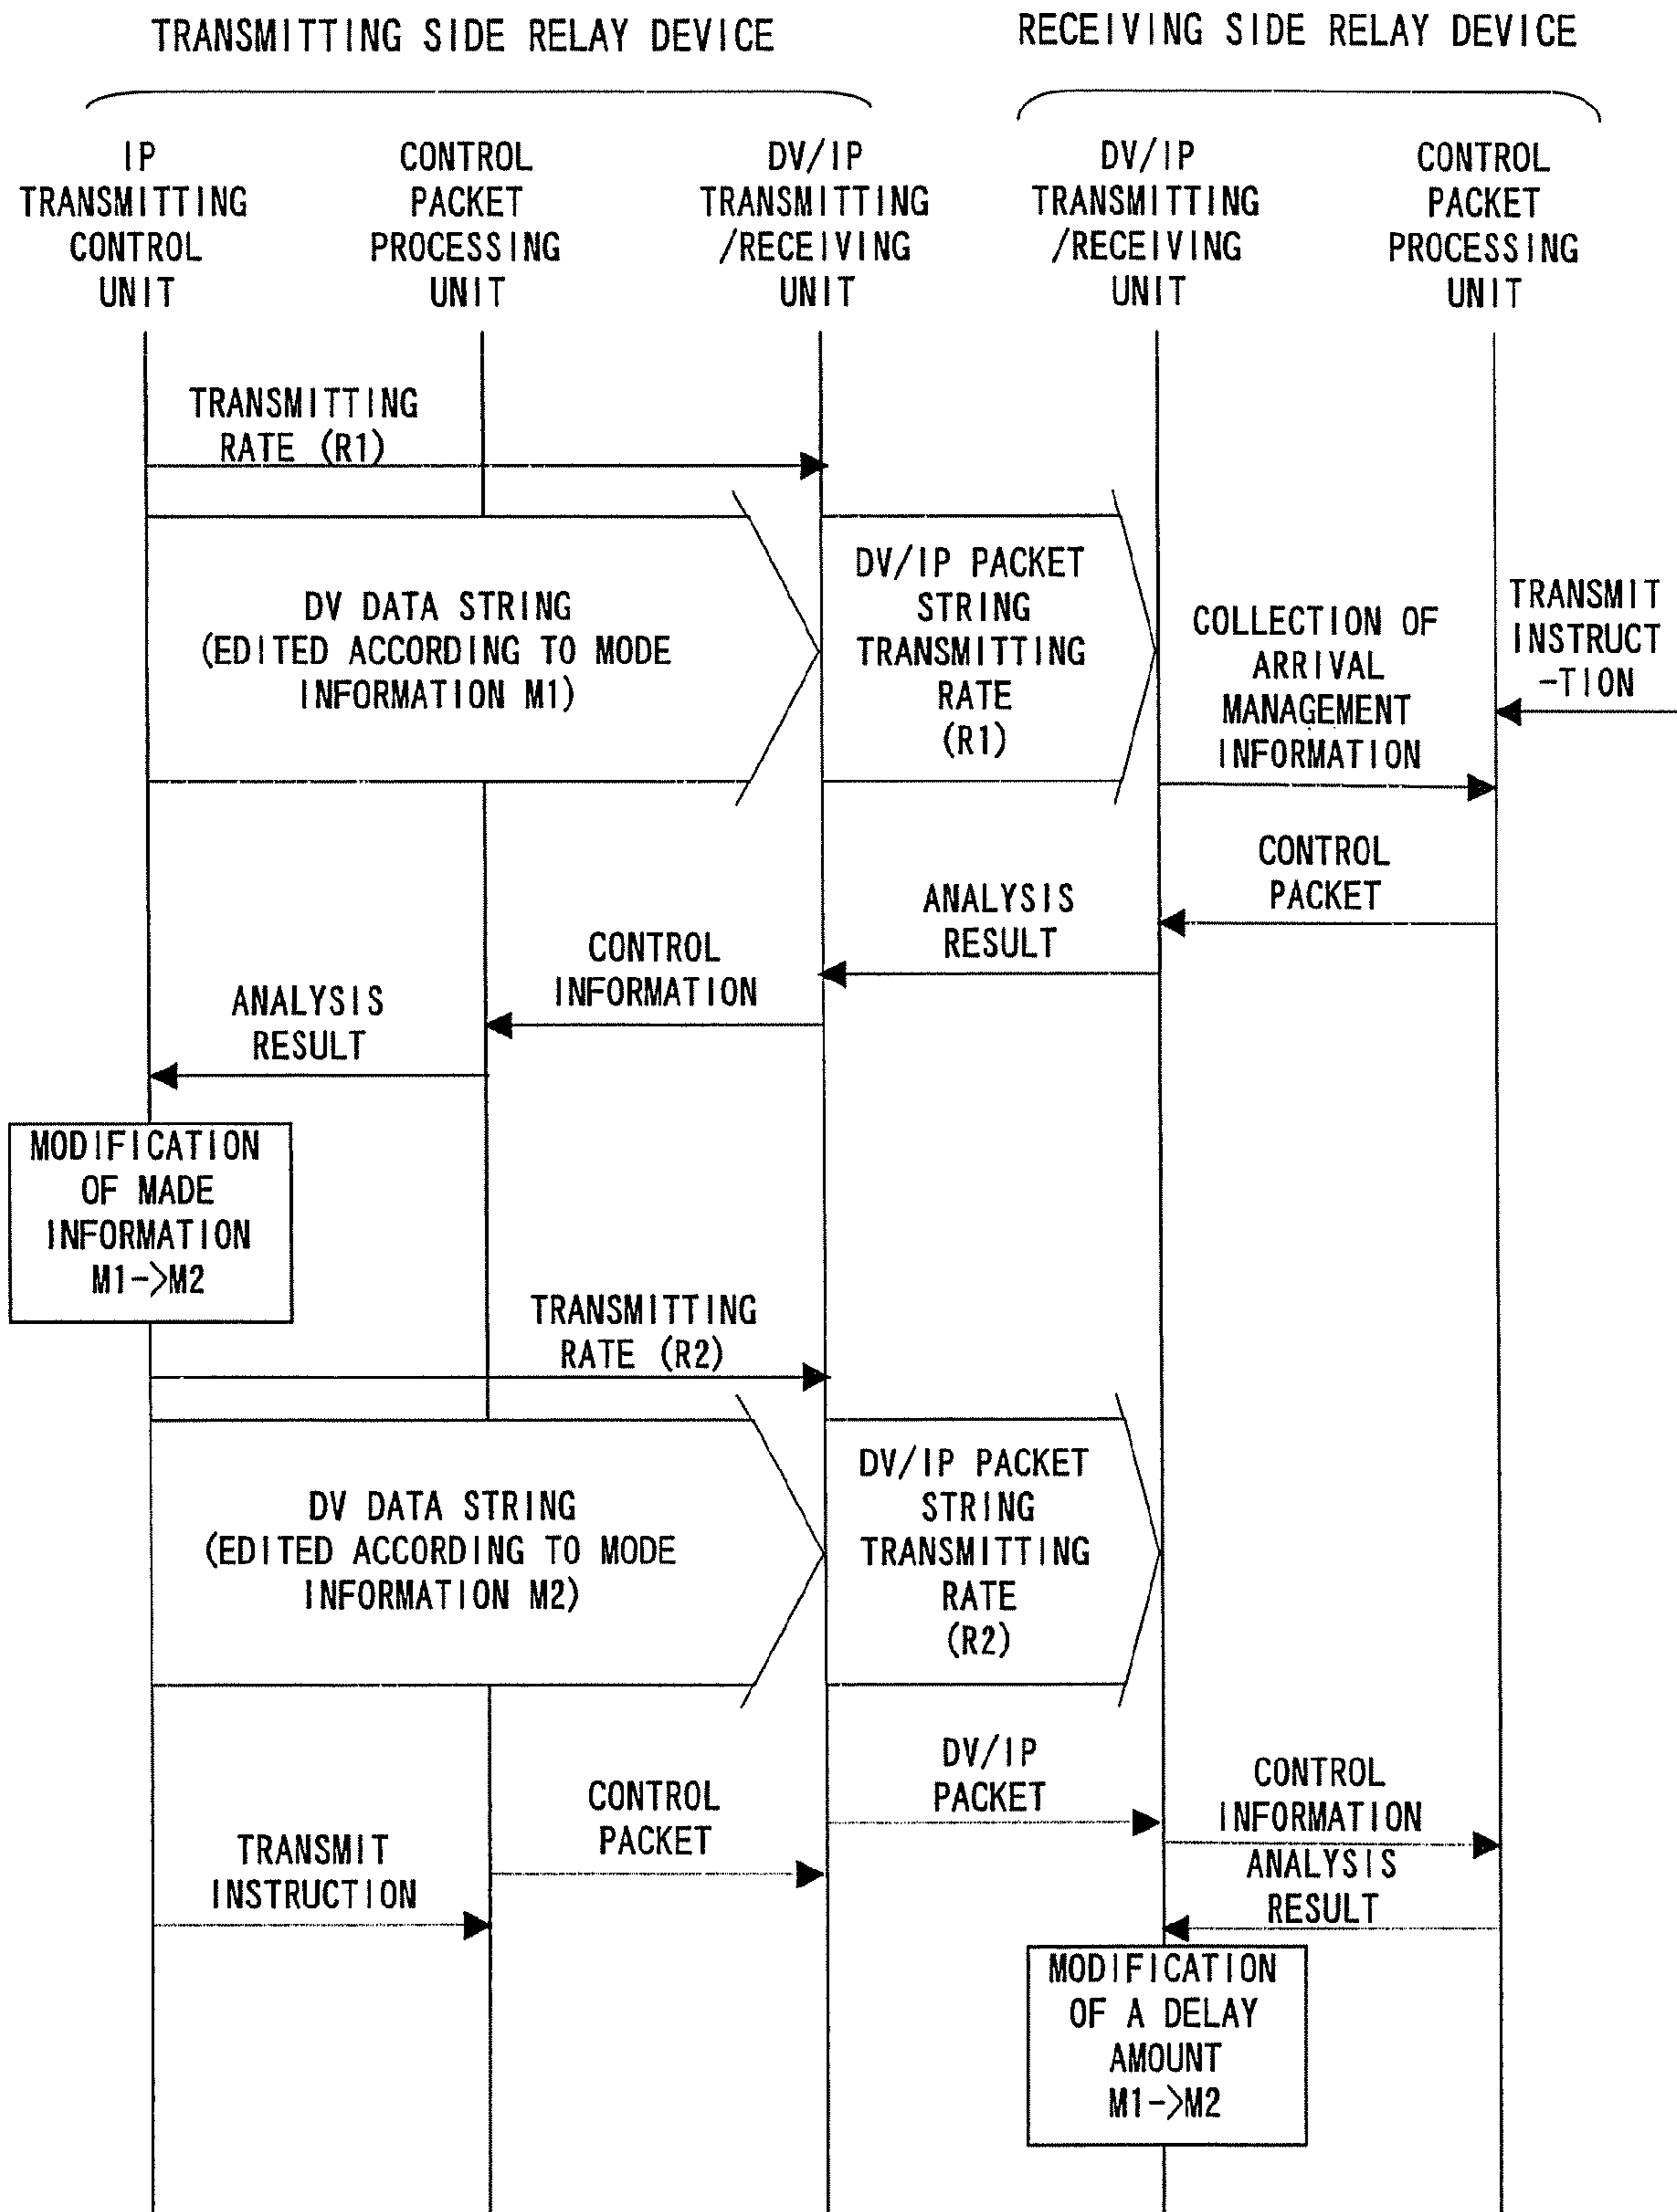 TRANSMITTING SIDE RELAY DEVICE
RECEIVING SIDE RELAY DEVICE
IP
TRANSMITTING
CONTROL
UNIT
CONTROL
PACKET
PROCESSING
UNIT
DV/IP
TRANSMITTING
/RECEIVING
UNIT
DV/IP
TRANSMITTING
/RECEIVING
UNIT
CONTROL
PACKET
PROCESSING
UNIT
TRANSMITTING
RATE (R1)
DV DATA STRING
(EDITED ACCORDING TO MODE
INFORMATION M1)
DV/IP PACKET
STRING
TRANSMITTING
RATE
(R1)
COLLECTION OF
ARRIVAL
MANAGEMENT
INFORMATION
TRANSMIT
INSTRUCT
-TION
CONTROL
PACKET
ANALYSIS
RESULT
CONTROL
INFORMATION
ANALYSIS
RESULT
MODIFICATION
OF MADE
INFORMATION
M1->M2
TRANSMITTING
RATE (R2)
DV DATA STRING
(EDITED ACCORDING TO MODE
INFORMATION M2)
DV/IP PACKET
STRING
TRANSMITTING
RATE
(R2)
DV/IP
PACKET
CONTROL
INFORMATION
CONTROL
PACKET
TRANSMIT
INSTRUCTION
ANALYSIS
RESULT
MODIFICATION
OF A DELAY
AMOUNT
M1->M2